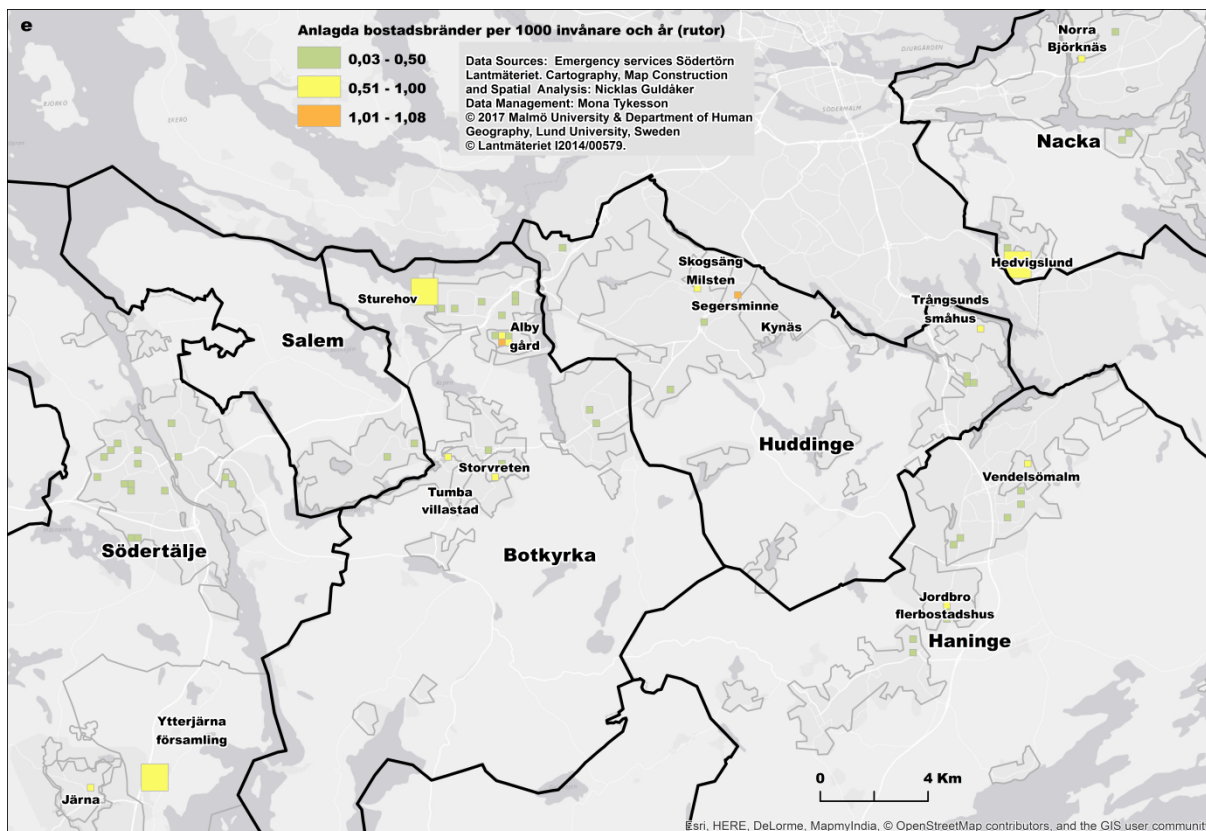 e
Anlagda bostadsbränder per 1000 invånare och år (rutor)
0,03 - 0,50
0,51 - 1,00
1,01 - 1,08
Data Sources: Emergency services Södertörn
Lantmäteriet. Cartography, Map Construction
and Spatial Analysis: Nicklas Guldåker
Data Management: Mona Tykesson
© 2017 Malmö University & Department of Human
Geography, Lund University, Sweden
© Lantmäteriet I2014/00579.
Norra
Björknäs
DJURGÅRDEN
SÖDERMALM
EKERÖ
Nacka
Hedvigslund
Skogsäng
Milsten
Segersminne
Kynäs
Trångsunds
småhus
Sturehov
Alby
gård
Salem
Huddinge
Storvreten
Tumba
villastad
Vendelsömalm
Södertälje
Botkyrka
Jordbro
flerbostadshus
Haninge
Ytterjärna
församling
Järna
0 4 Km
Esri, HERE, DeLorme, MapmyIndia, © OpenStreetMap contributors, and the GIS user communit